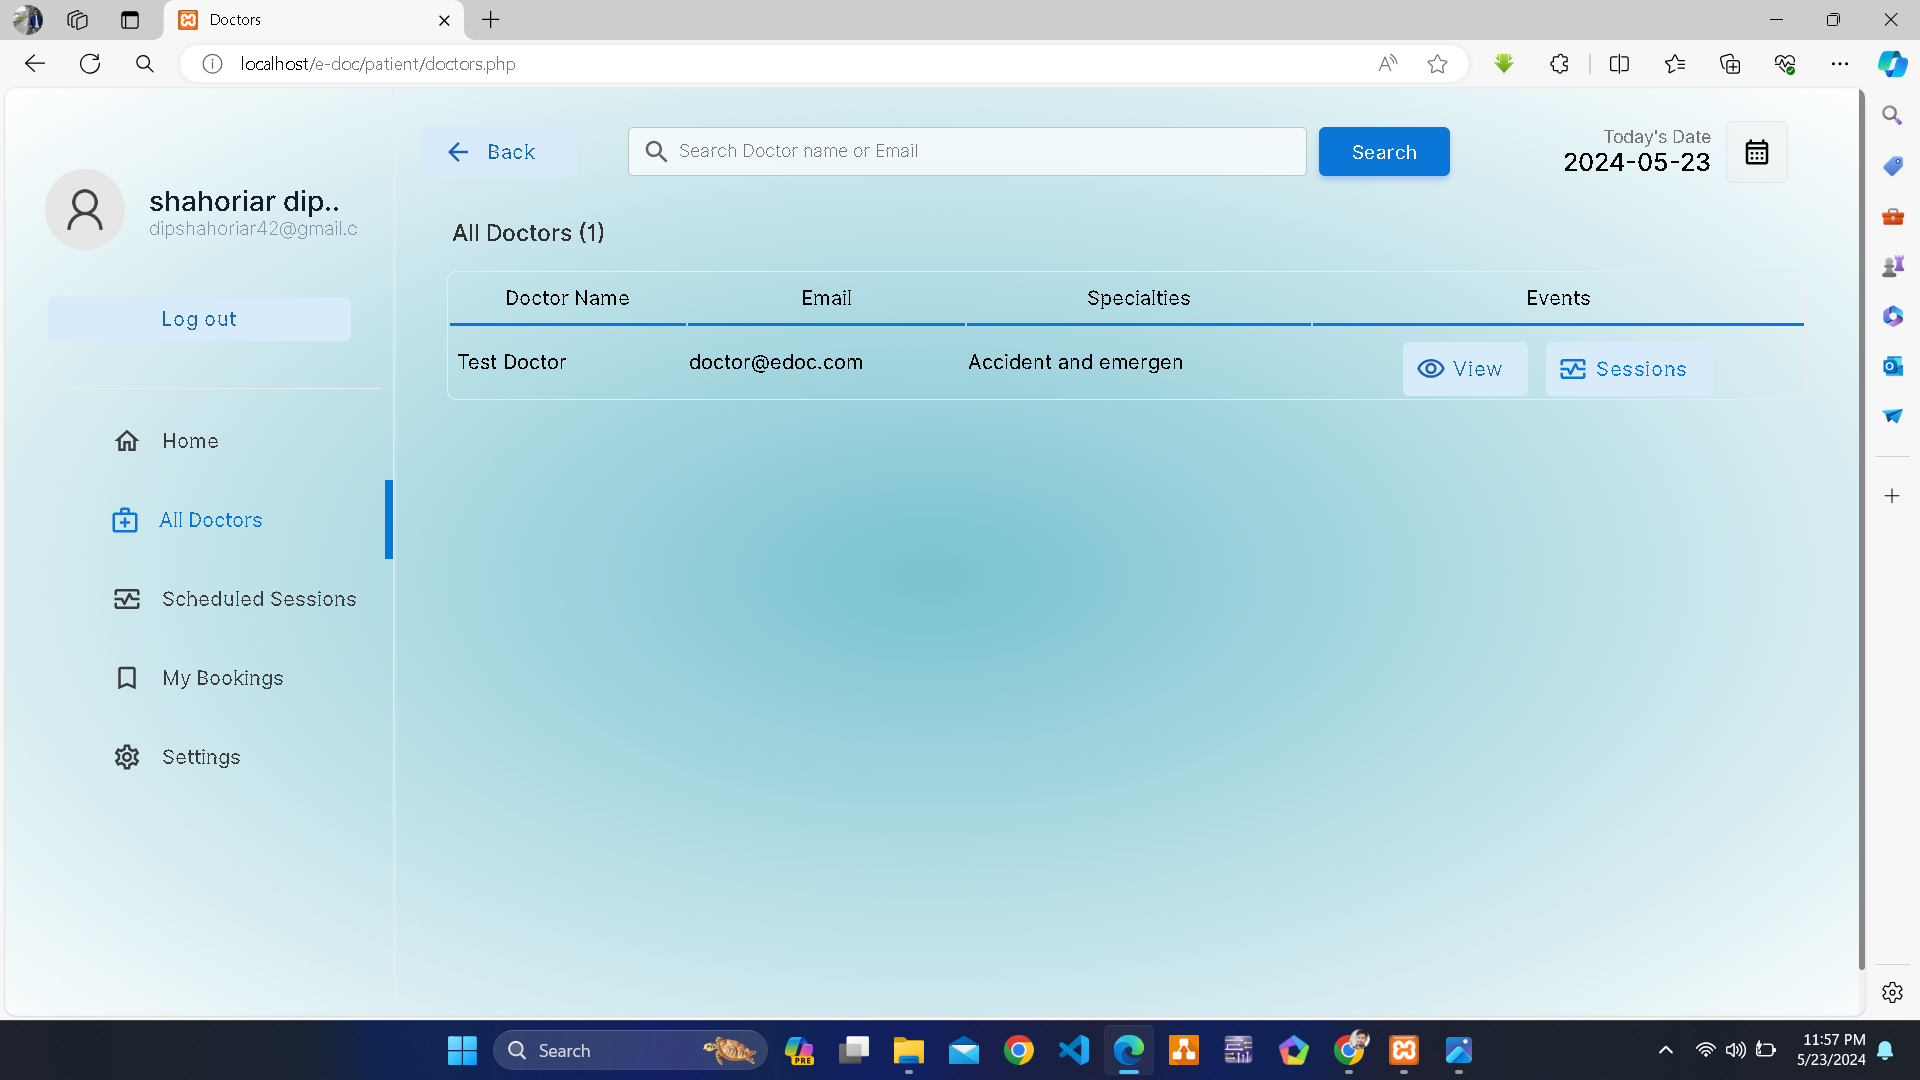 Doctors
localhost/e-doc/patient/doctors.php
Back
Search Doctor name or Email
Search
Today's Date
2024-05-23
shahoriar dip..
dipshahoriar42@gmail.c
Log out
Home
All Doctors
Scheduled Sessions
My Bookings
Settings
All Doctors (1)
Doctor Name Email Specialties Events
Test Doctor doctor@edoc.com Accident and emergen View Sessions
Search
PRE
11:57 PM
5/23/2024